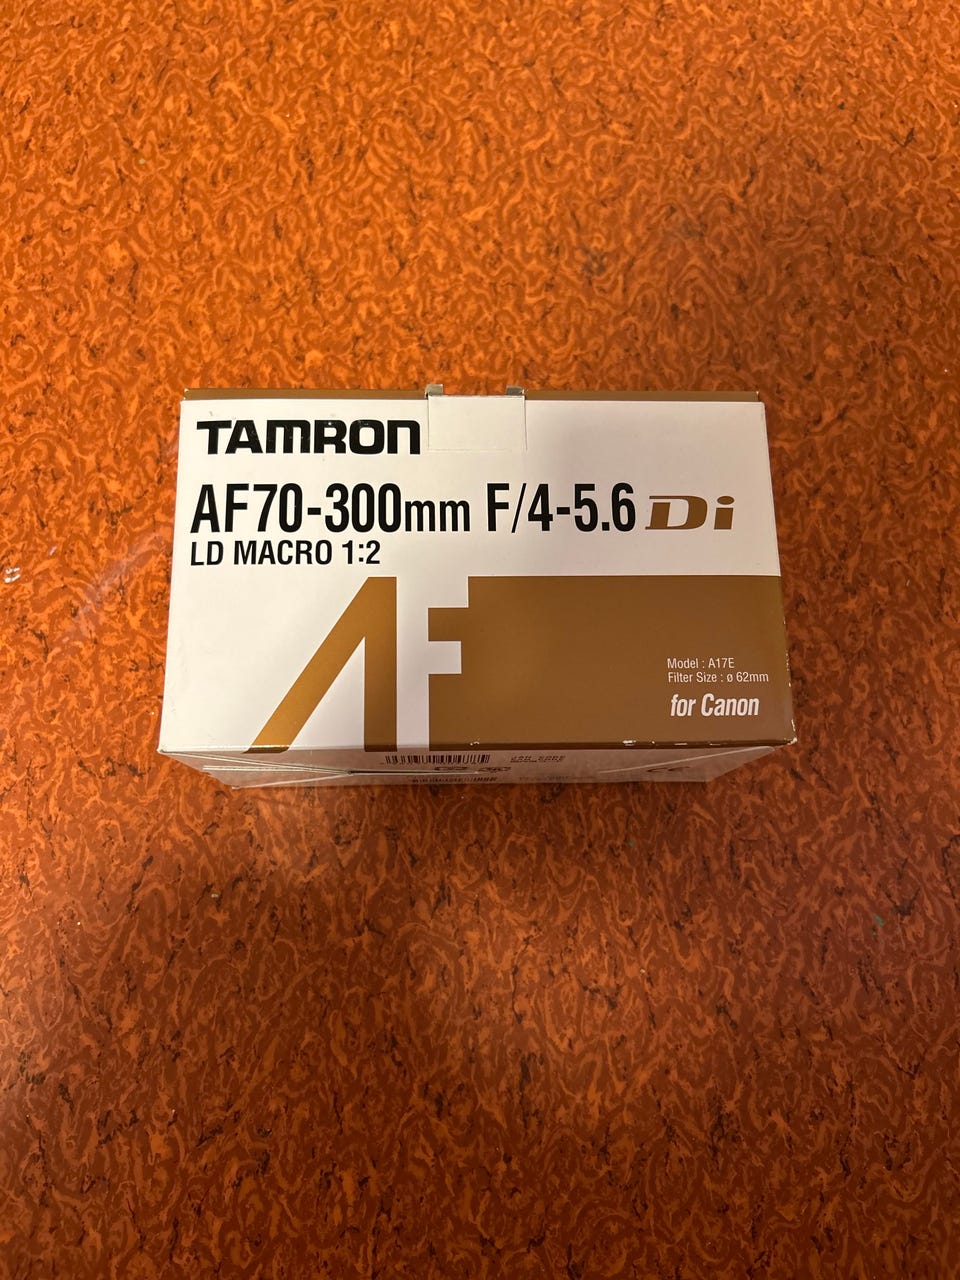 TAMRON
AF70-300mm F/4-5.6 Di
LD MACRO 1:2
AF
Model : A17E
Filter Size : ø 62mm
for Canon